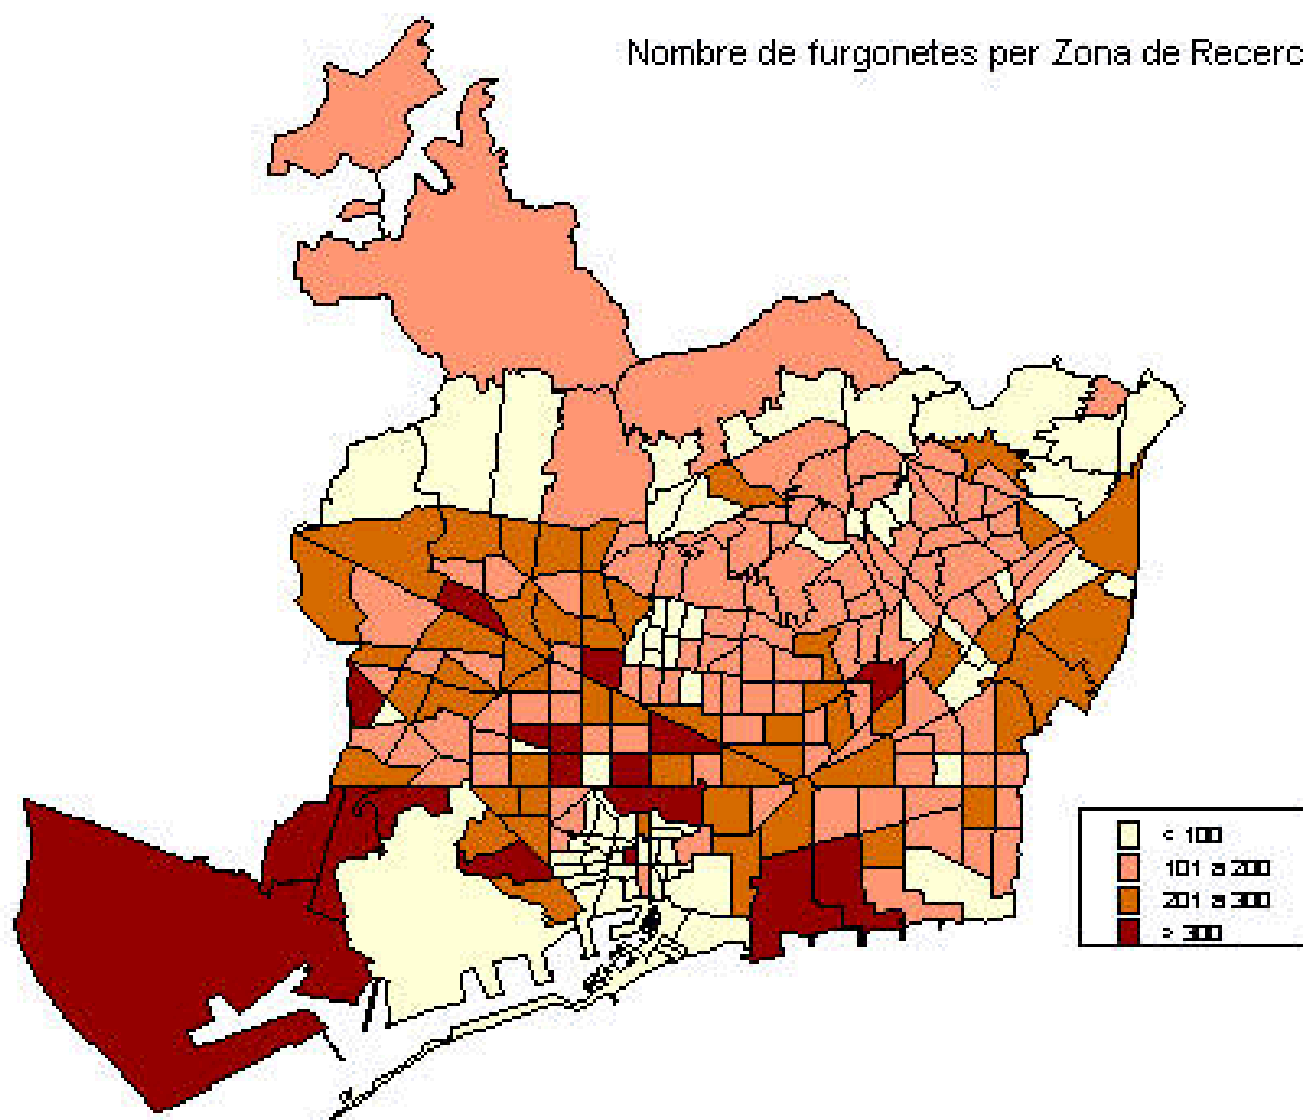 Nombre de furgonetes per Zona de Recerc
< 100
101 a 200
201 a 300
> 300